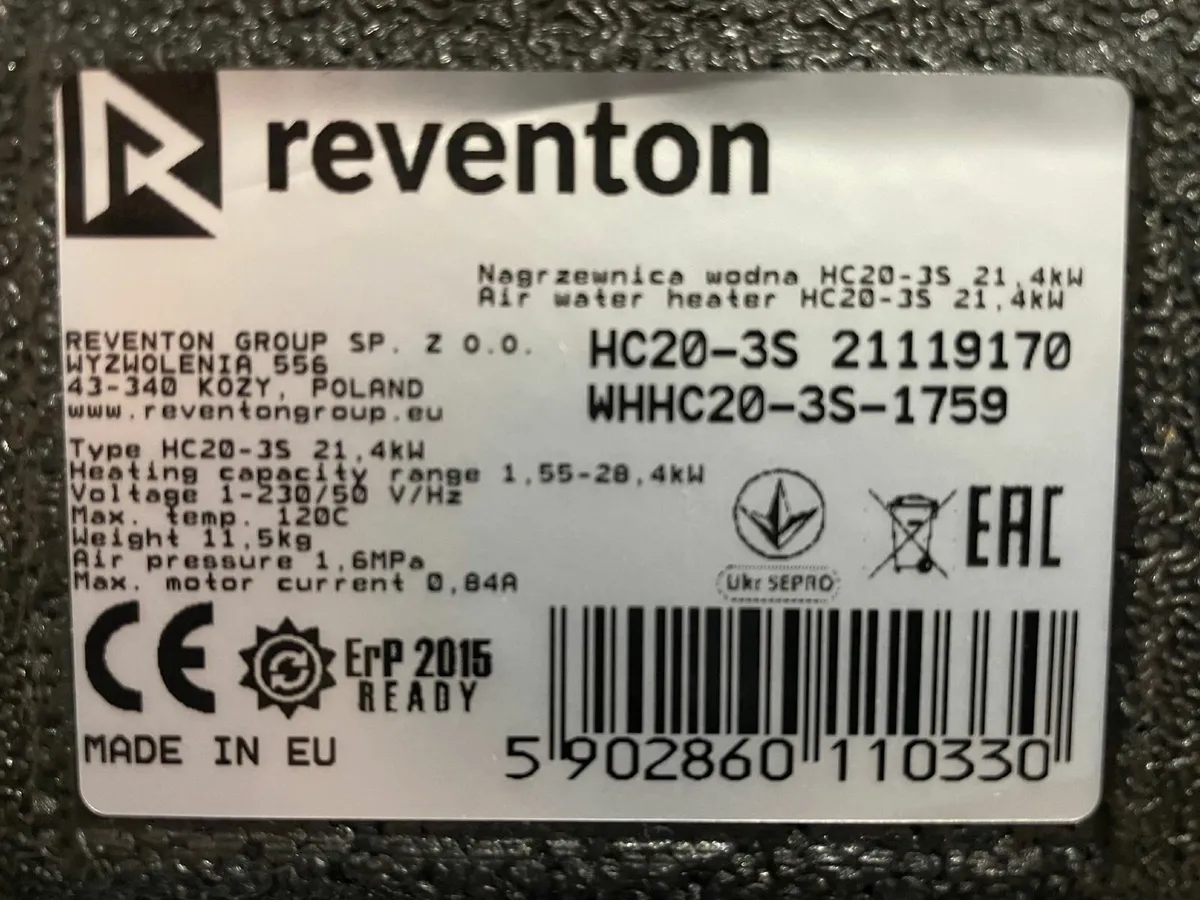 reventon
Nagrzewnica wodna HC20-3S 21,4kW
Air water heater HC20-3S 21,4kW
REVENTON GROUP SP. Z O.O.
WYZWOLENIA 556
43-340 KOZY, POLAND
www.reventongroup.eu
HC20-3S 21119170
WHHC20-3S-1759
Type HC20-3S 21,4kW
Heating capacity range 1,55-28,4kW
Voltage 1-230/50 V/Hz
Max. temp. 120C
Weight 11,5kg
Air pressure 1,6MPa
Max. motor current 0,84A
Ukr SEPRO
EAC
CE
ErP 2015
READY
MADE IN EU
5 902860 110330